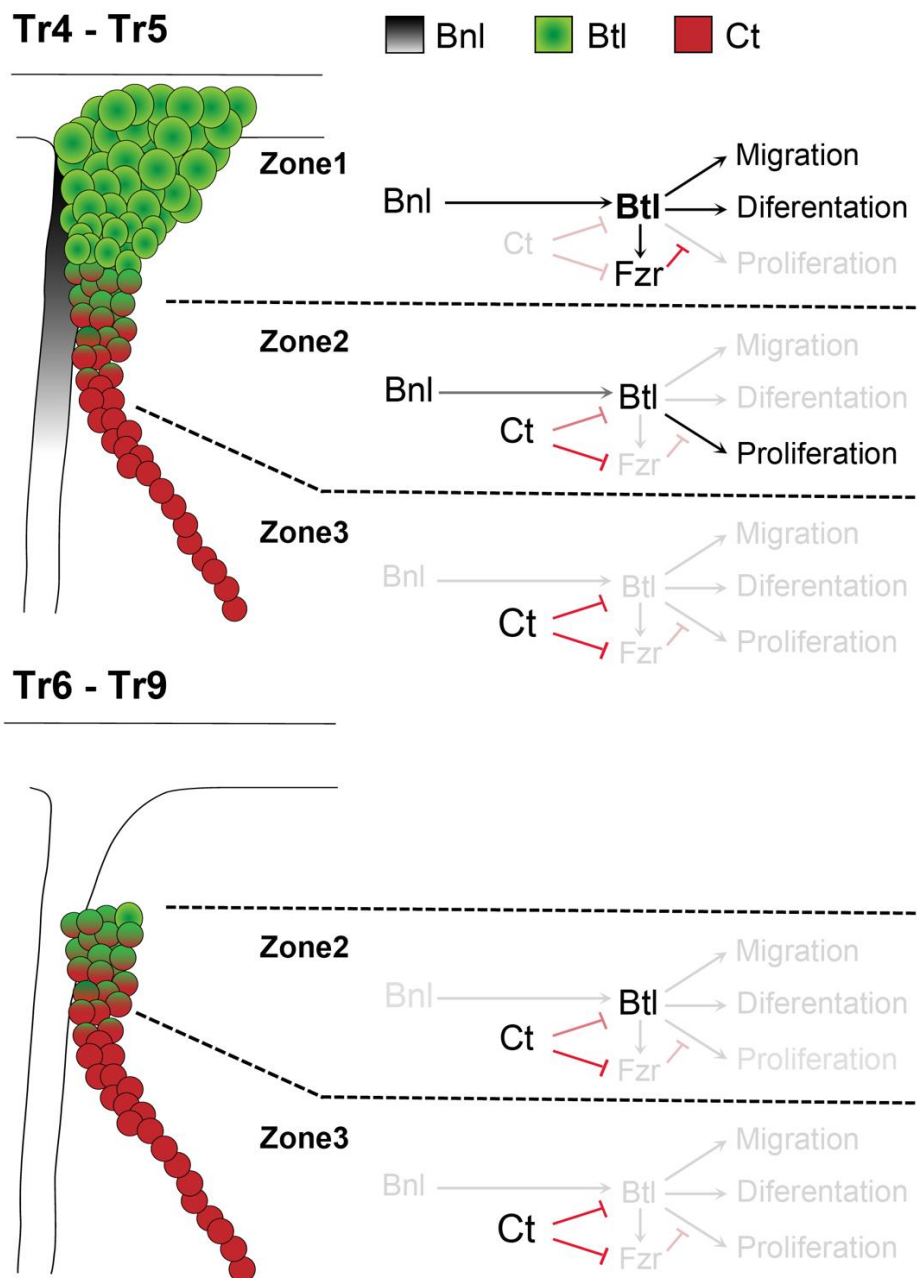 Tr4 - Tr5
Bnl Btl Ct
Zone1
Bnl Btl Migration
Diferentation
Ct
Fzr Proliferation
Zone2
Bnl Btl Migration
Diferentation
Ct
Fzr Proliferation
Zone3
Bnl Btl Migration
Diferentation
Ct
Fzr Proliferation
Tr6 - Tr9
Zone2
Bnl Btl Migration
Diferentation
Ct
Fzr Proliferation
Zone3
Bnl Btl Migration
Diferentation
Ct
Fzr Proliferation